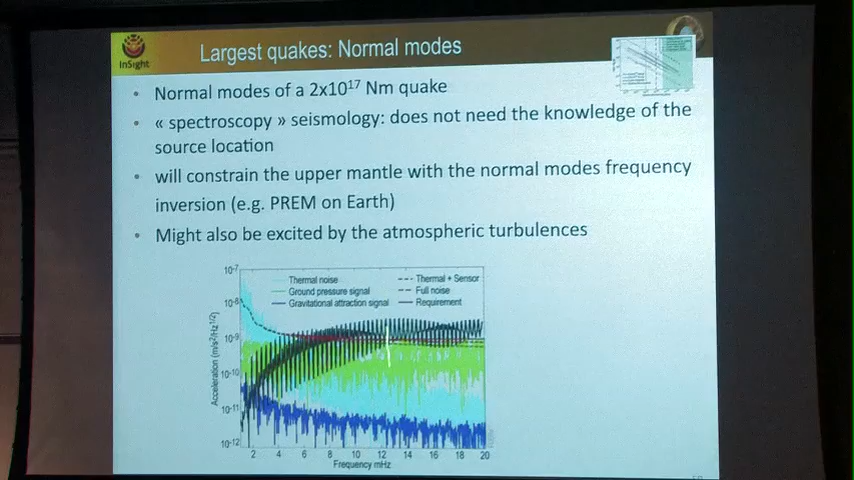 InSight
Largest quakes: Normal modes
• Normal modes of a 2x10¹⁷ Nm quake
• « spectroscopy » seismology: does not need the knowledge of the
source location
• will constrain the upper mantle with the normal modes frequency
inversion (e.g. PREM on Earth)
• Might also be excited by the atmospheric turbulences
Thermal noise
Ground pressure signal
Gravitational attraction signal
Thermal + Sensor
Full noise
Requirement
Acceleration (m/s²/Hz¹/²)
10⁻⁷
10⁻⁸
10⁻⁹
10⁻¹⁰
10⁻¹¹
10⁻¹²
2 4 6 8 10 12 14 16 18 20
Frequency mHz